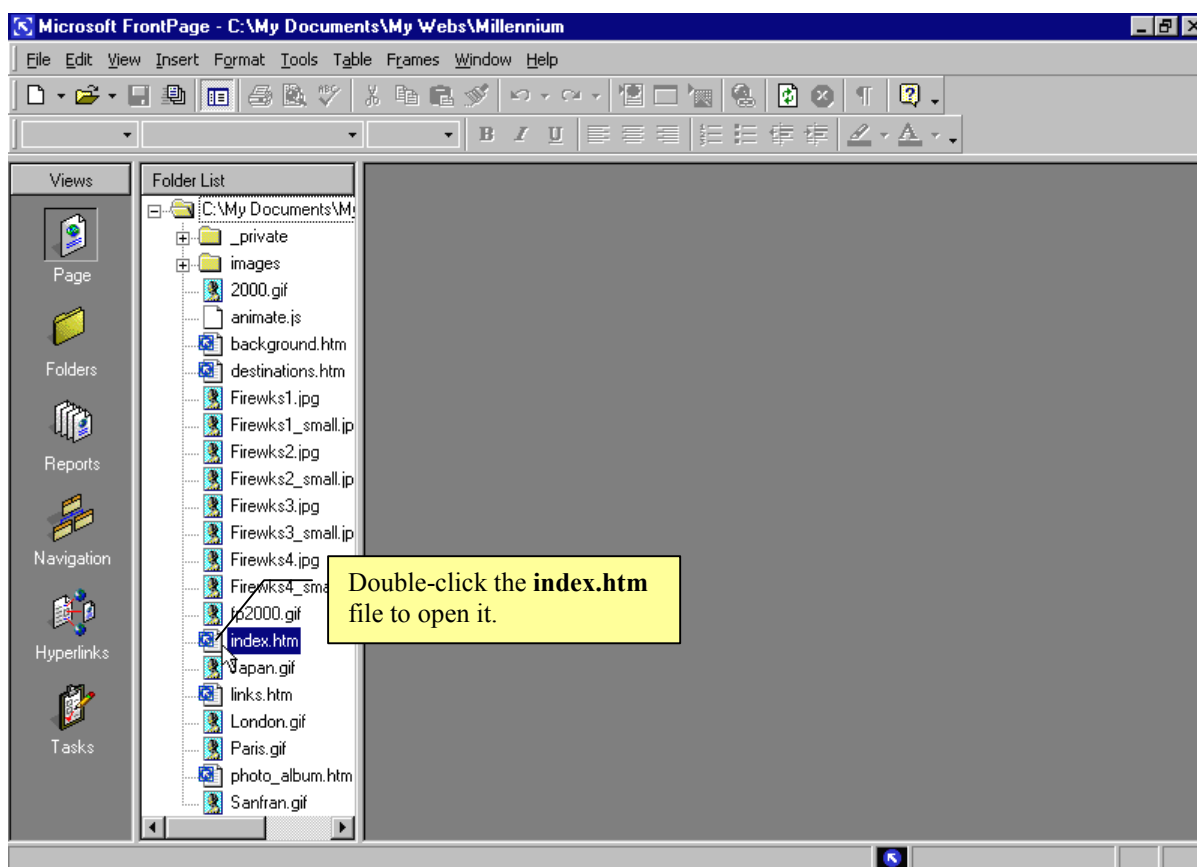 Microsoft FrontPage - C:\My Documents\My Webs\Millennium
File Edit View Insert Format Tools Table Frames Window Help
B I U A
Views
Folder List
Page
Folders
Reports
Navigation
Hyperlinks
Tasks
C:\My Documents\My
_private
images
2000.gif
animate.js
background.htm
destinations.htm
Firewks1.jpg
Firewks1_small.jp
Firewks2.jpg
Firewks2_small.jp
Firewks3.jpg
Firewks3_small.jp
Firewks4.jpg
Firewks4_sma
fp2000.gif
index.htm
Japan.gif
links.htm
London.gif
Paris.gif
photo_album.htm
Sanfran.gif
Double-click the index.htm
file to open it.